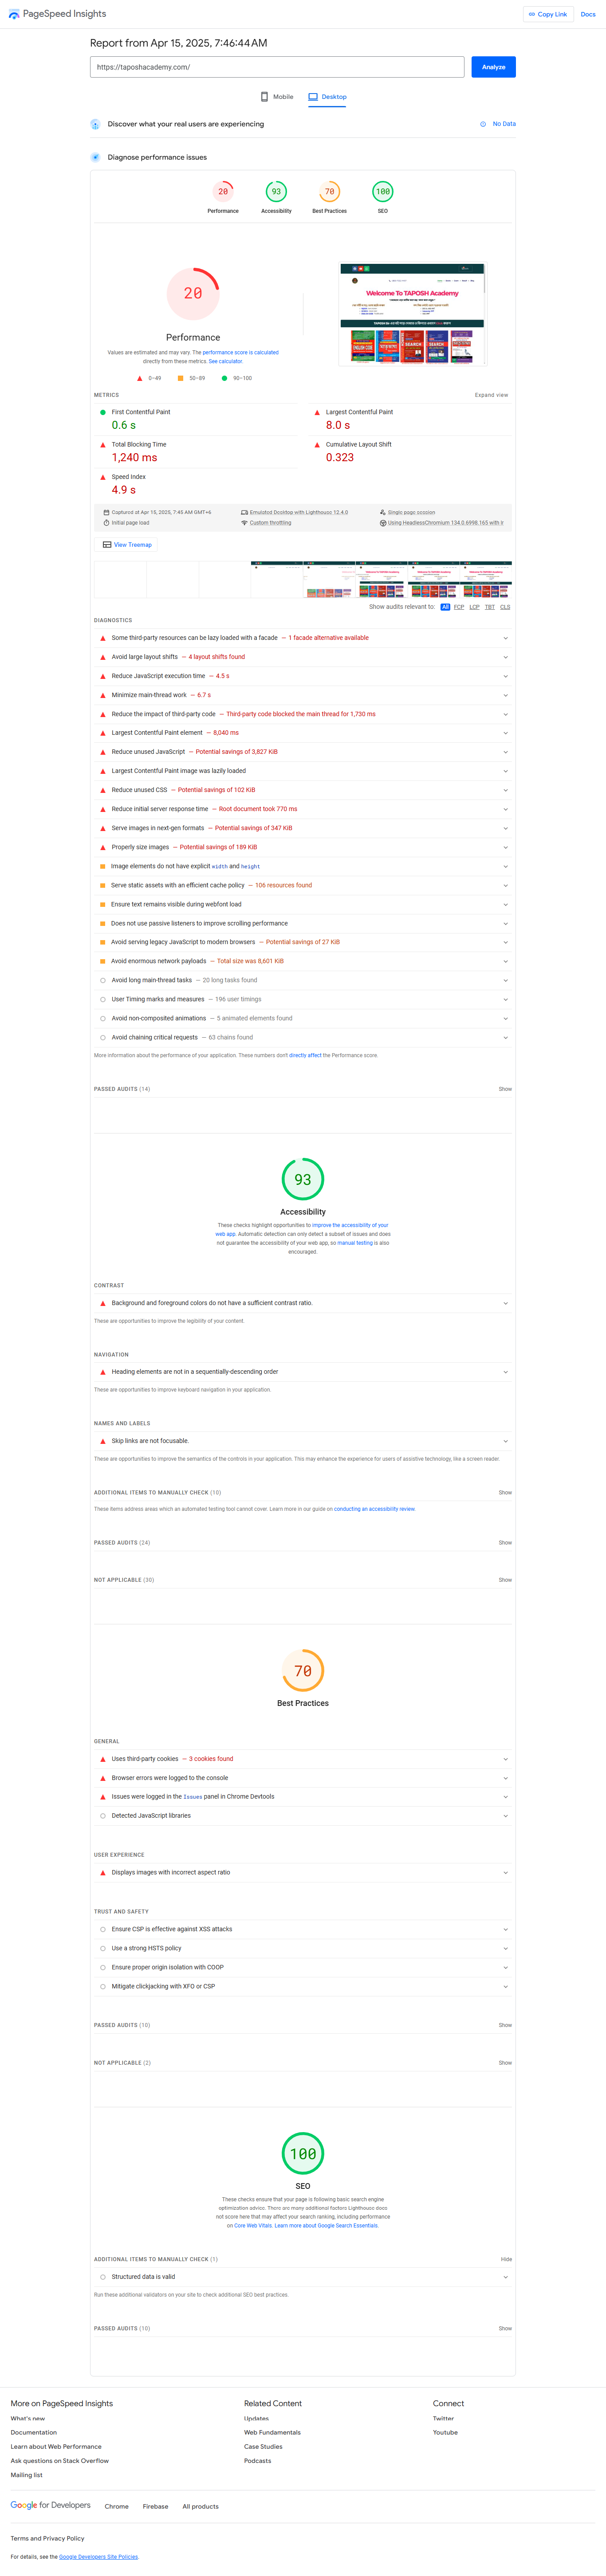 PageSpeed Insights
Copy Link
Docs
Report from Apr 15, 2025, 7:46:44 AM
https://taposhacademy.com/
Analyze
Mobile
Desktop
Discover what your real users are experiencing
No Data
Diagnose performance issues
20
Performance
93
Accessibility
70
Best Practices
100
SEO
20
Performance
Values are estimated and may vary. The performance score is calculated
directly from these metrics. See calculator.
0–49
50–89
90–100
Welcome To TAPOSH Academy
METRICS
Expand view
First Contentful Paint
0.6 s
Largest Contentful Paint
8.0 s
Total Blocking Time
1,240 ms
Cumulative Layout Shift
0.323
Speed Index
4.9 s
Captured at Apr 15, 2025, 7:45 AM GMT+6
Emulated Desktop with Lighthouse 12.4.0
Single page session
Initial page load
Custom throttling
Using HeadlessChromium 134.0.6998.165 with lr
View Treemap
Show audits relevant to: All FCP LCP TBT CLS
DIAGNOSTICS
Some third-party resources can be lazy loaded with a facade — 1 facade alternative available
Avoid large layout shifts — 4 layout shifts found
Reduce JavaScript execution time — 4.5 s
Minimize main-thread work — 6.7 s
Reduce the impact of third-party code — Third-party code blocked the main thread for 1,730 ms
Largest Contentful Paint element — 8,040 ms
Reduce unused JavaScript — Potential savings of 3,827 KiB
Largest Contentful Paint image was lazily loaded
Reduce unused CSS — Potential savings of 102 KiB
Reduce initial server response time — Root document took 770 ms
Serve images in next-gen formats — Potential savings of 347 KiB
Properly size images — Potential savings of 189 KiB
Image elements do not have explicit width and height
Serve static assets with an efficient cache policy — 106 resources found
Ensure text remains visible during webfont load
Does not use passive listeners to improve scrolling performance
Avoid serving legacy JavaScript to modern browsers — Potential savings of 27 KiB
Avoid enormous network payloads — Total size was 8,601 KiB
Avoid long main-thread tasks — 20 long tasks found
User Timing marks and measures — 196 user timings
Avoid non-composited animations — 5 animated elements found
Avoid chaining critical requests — 63 chains found
More information about the performance of your application. These numbers don't directly affect the Performance score.
PASSED AUDITS (14)
Show
93
Accessibility
These checks highlight opportunities to improve the accessibility of your
web app. Automatic detection can only detect a subset of issues and does
not guarantee the accessibility of your web app, so manual testing is also
encouraged.
CONTRAST
Background and foreground colors do not have a sufficient contrast ratio.
These are opportunities to improve the legibility of your content.
NAVIGATION
Heading elements are not in a sequentially-descending order
These are opportunities to improve keyboard navigation in your application.
NAMES AND LABELS
Skip links are not focusable.
These are opportunities to improve the semantics of the controls in your application. This may enhance the experience for users of assistive technology, like a screen reader.
ADDITIONAL ITEMS TO MANUALLY CHECK (10)
Show
These items address areas which an automated testing tool cannot cover. Learn more in our guide on conducting an accessibility review.
PASSED AUDITS (24)
Show
NOT APPLICABLE (30)
Show
70
Best Practices
GENERAL
Uses third-party cookies — 3 cookies found
Browser errors were logged to the console
Issues were logged in the Issues panel in Chrome Devtools
Detected JavaScript libraries
USER EXPERIENCE
Displays images with incorrect aspect ratio
TRUST AND SAFETY
Ensure CSP is effective against XSS attacks
Use a strong HSTS policy
Ensure proper origin isolation with COOP
Mitigate clickjacking with XFO or CSP
PASSED AUDITS (10)
Show
NOT APPLICABLE (2)
Show
100
SEO
These checks ensure that your page is following basic search engine
optimization advice. There are many additional factors Lighthouse does
not score here that may affect your search ranking, including performance
on Core Web Vitals. Learn more about Google Search Essentials.
ADDITIONAL ITEMS TO MANUALLY CHECK (1)
Hide
Structured data is valid
Run these additional validators on your site to check additional SEO best practices.
PASSED AUDITS (10)
Show
More on PageSpeed Insights
What's new
Documentation
Learn about Web Performance
Ask questions on Stack Overflow
Mailing list
Related Content
Updates
Web Fundamentals
Case Studies
Podcasts
Connect
Twitter
Youtube
Google for Developers
Chrome
Firebase
All products
Terms and Privacy Policy
For details, see the Google Developers Site Policies.